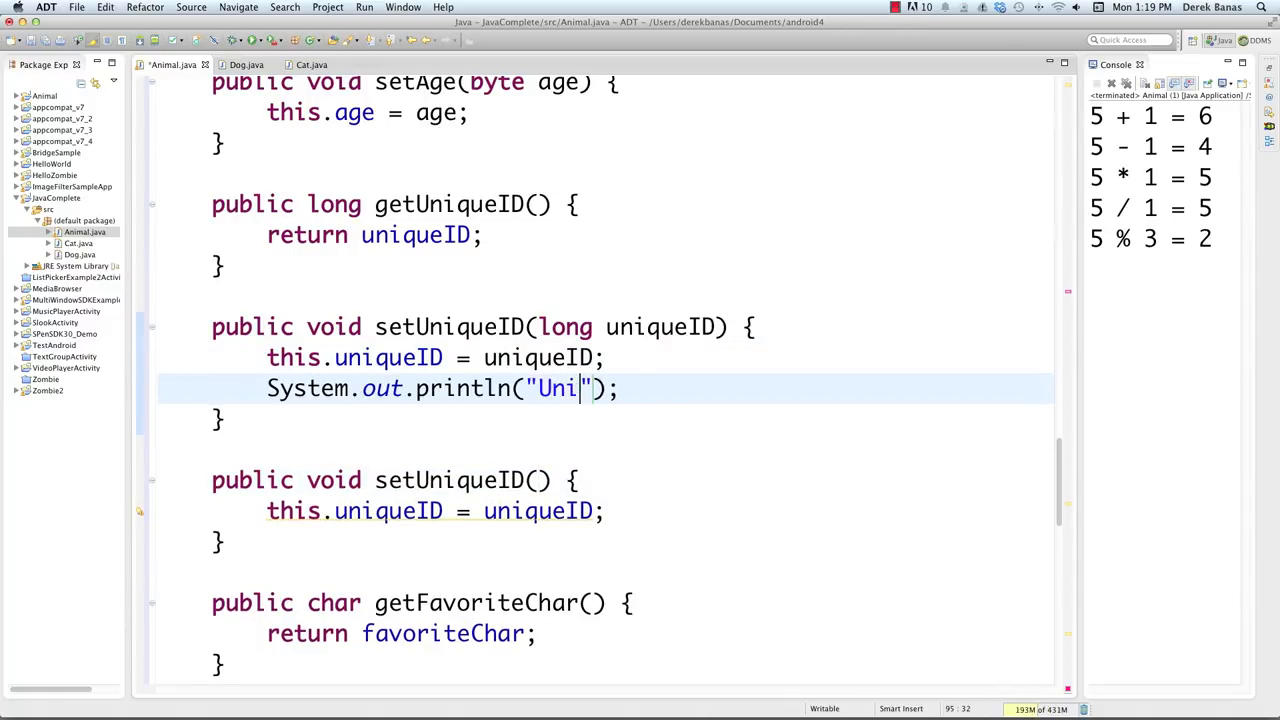 ADT File Edit Refactor Source Navigate Search Project Run Window Help 10 Mon 1:19 PM Derek Banas
Java – JavaComplete/src/Animal.java – ADT – /Users/derekbanas/Documents/android4
Quick Access Java DDMS
Package Exp
*Animal.java Dog.java Cat.java
Console
<terminated> Animal (1) [Java Application] /S
Animal
appcompat_v7
appcompat_v7_2
appcompat_v7_3
appcompat_v7_4
BridgeSample
HelloWorld
HelloZombie
ImageFilterSampleApp
JavaComplete
src
(default package)
Animal.java
Cat.java
Dog.java
JRE System Library [Ja
ListPickerExample2Activi
MediaBrowser
MultiWindowSDKExample
MusicPlayerActivity
SlookActivity
SPenSDK30_Demo
TestAndroid
TextGroupActivity
VideoPlayerActivity
Zombie
Zombie2
public void setAge(byte age) {
this.age = age;
}
public long getUniqueID() {
return uniqueID;
}
public void setUniqueID(long uniqueID) {
this.uniqueID = uniqueID;
System.out.println("Uni");
}
public void setUniqueID() {
this.uniqueID = uniqueID;
}
public char getFavoriteChar() {
return favoriteChar;
}
5 + 1 = 6
5 - 1 = 4
5 * 1 = 5
5 / 1 = 5
5 % 3 = 2
Writable Smart Insert 95 : 32 193M of 431M